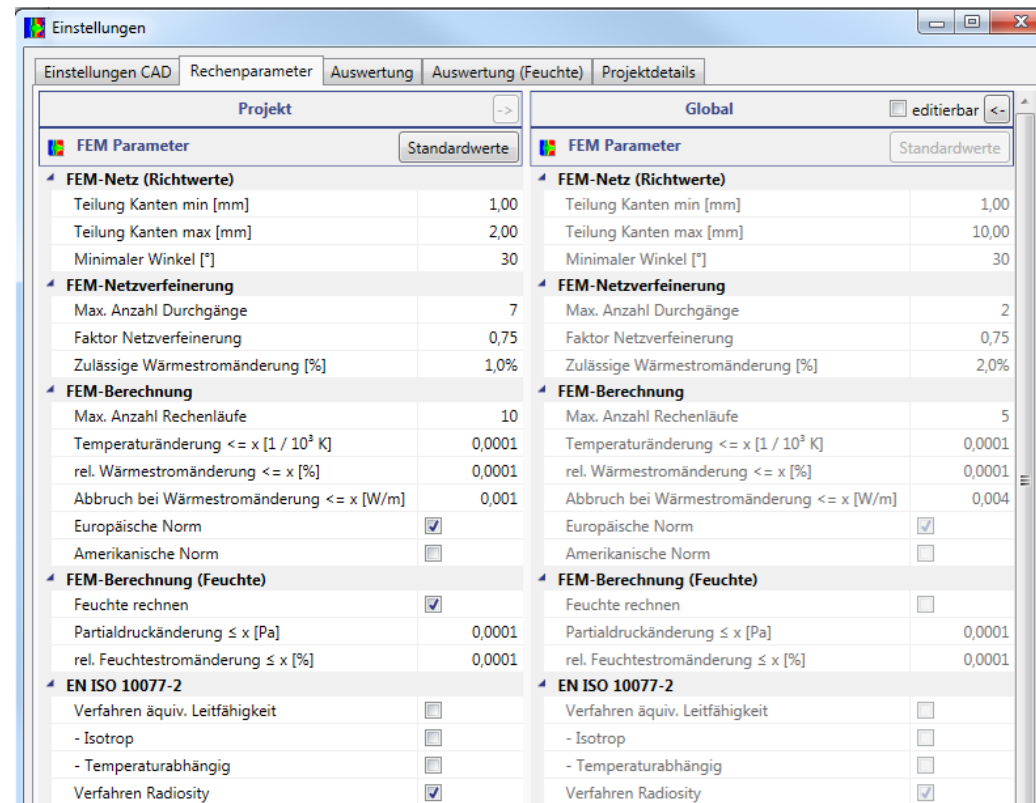 Einstellungen
Einstellungen CAD Rechenparameter Auswertung Auswertung (Feuchte) Projektdetails
Projekt -> Global editierbar <-
FEM Parameter Standardwerte FEM Parameter Standardwerte
FEM-Netz (Richtwerte) FEM-Netz (Richtwerte)
Teilung Kanten min [mm] 1,00 Teilung Kanten min [mm] 1,00
Teilung Kanten max [mm] 2,00 Teilung Kanten max [mm] 10,00
Minimaler Winkel [°] 30 Minimaler Winkel [°] 30
FEM-Netzverfeinerung FEM-Netzverfeinerung
Max. Anzahl Durchgänge 7 Max. Anzahl Durchgänge 2
Faktor Netzverfeinerung 0,75 Faktor Netzverfeinerung 0,75
Zulässige Wärmestromänderung [%] 1,0% Zulässige Wärmestromänderung [%] 2,0%
FEM-Berechnung FEM-Berechnung
Max. Anzahl Rechenläufe 10 Max. Anzahl Rechenläufe 5
Temperaturänderung <= x [1 / 10³ K] 0,0001 Temperaturänderung <= x [1 / 10³ K] 0,0001
rel. Wärmestromänderung <= x [%] 0,0001 rel. Wärmestromänderung <= x [%] 0,0001
Abbruch bei Wärmestromänderung <= x [W/m] 0,001 Abbruch bei Wärmestromänderung <= x [W/m] 0,004
Europäische Norm Europäische Norm
Amerikanische Norm Amerikanische Norm
FEM-Berechnung (Feuchte) FEM-Berechnung (Feuchte)
Feuchte rechnen Feuchte rechnen
Partialdruckänderung ≤ x [Pa] 0,0001 Partialdruckänderung ≤ x [Pa] 0,0001
rel. Feuchtestromänderung ≤ x [%] 0,0001 rel. Feuchtestromänderung ≤ x [%] 0,0001
EN ISO 10077-2 EN ISO 10077-2
Verfahren äquiv. Leitfähigkeit Verfahren äquiv. Leitfähigkeit
- Isotrop - Isotrop
- Temperaturabhängig - Temperaturabhängig
Verfahren Radiosity Verfahren Radiosity